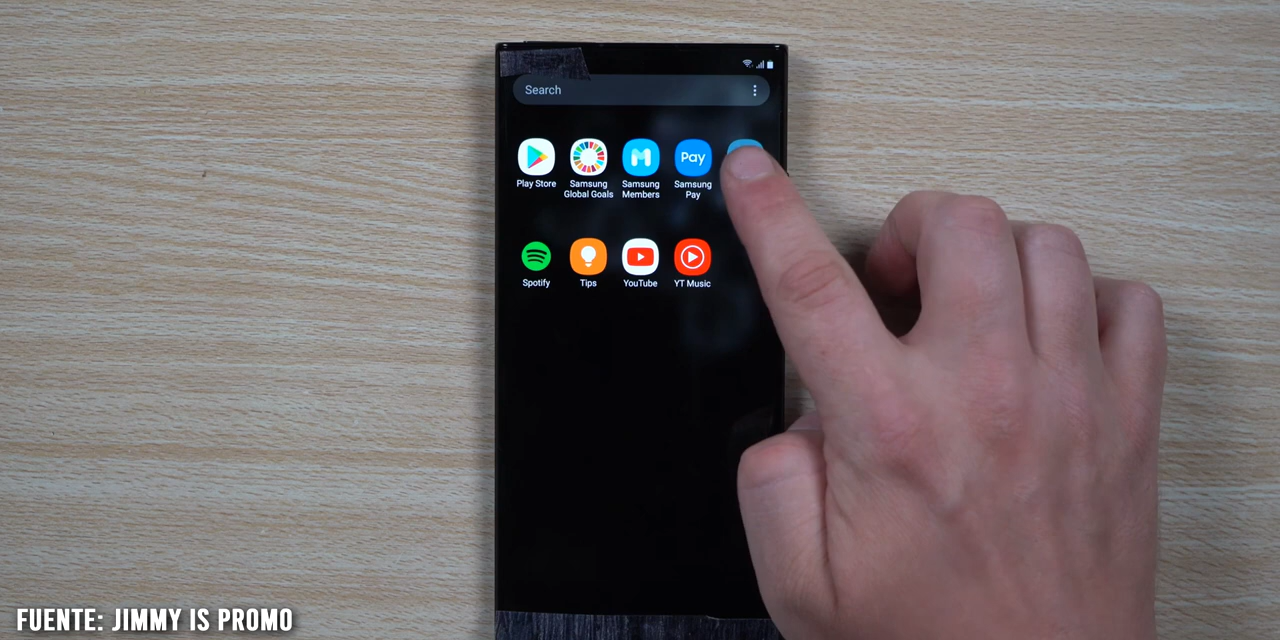 Search
Play Store
Samsung
Global Goals
Samsung
Members
Pay
Samsung
Pay
Spotify
Tips
YouTube
YT Music
FUENTE: JIMMY IS PROMO